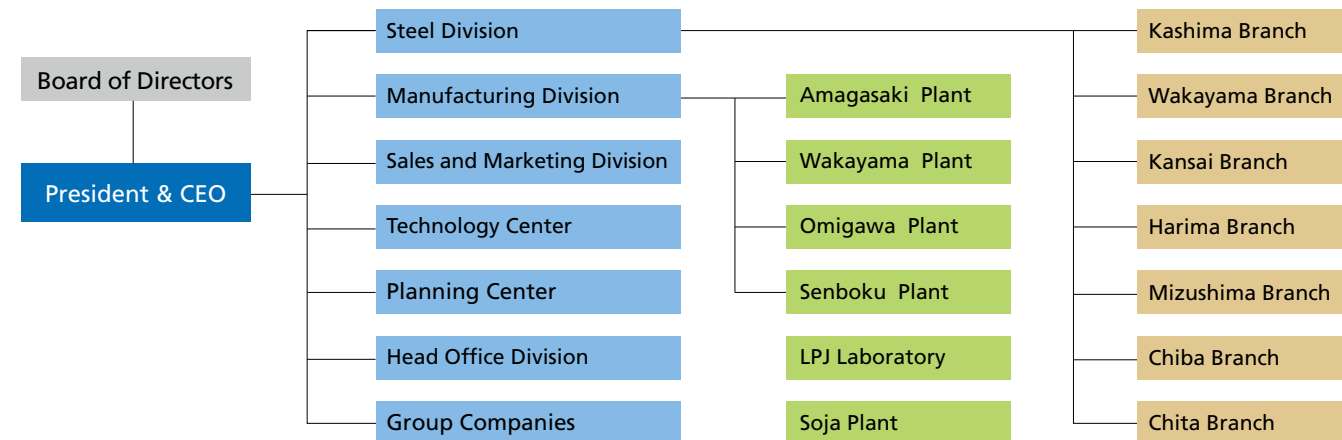 Board of Directors
President & CEO
Steel Division
Manufacturing Division
Sales and Marketing Division
Technology Center
Planning Center
Head Office Division
Group Companies
Amagasaki Plant
Wakayama Plant
Omigawa Plant
Senboku Plant
LPJ Laboratory
Soja Plant
Kashima Branch
Wakayama Branch
Kansai Branch
Harima Branch
Mizushima Branch
Chiba Branch
Chita Branch